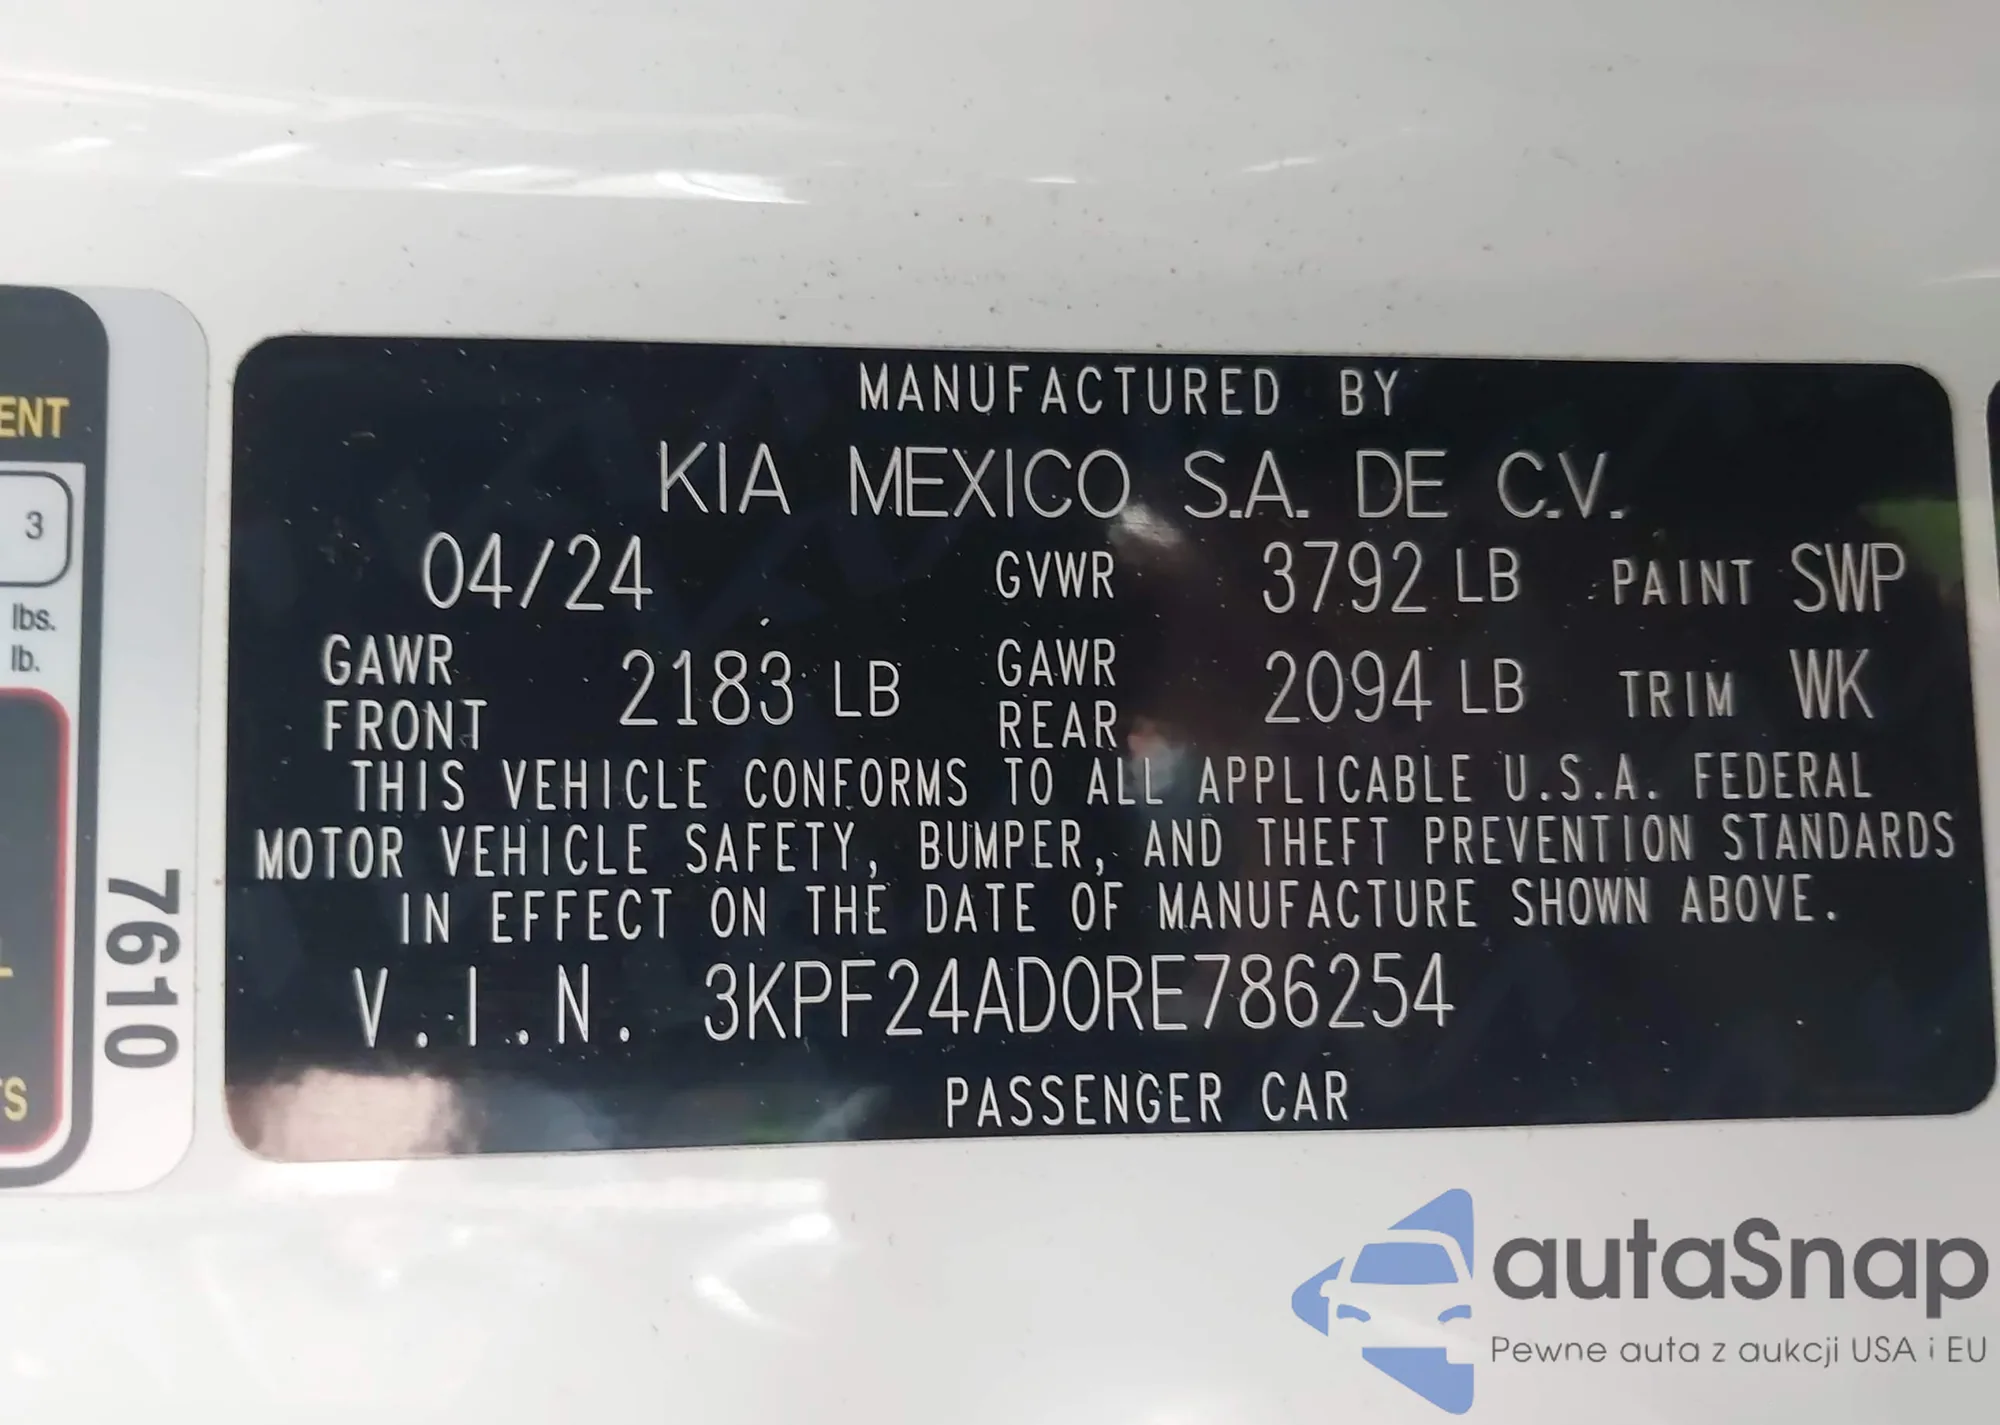 ENT
3
lbs.
lb.
L
TS
7610
MANUFACTURED BY
KIA MEXICO S.A. DE C.V.
04/24 GVWR 3792 LB PAINT SWP
GAWR FRONT 2183 LB GAWR REAR 2094 LB TRIM WK
THIS VEHICLE CONFORMS TO ALL APPLICABLE U.S.A. FEDERAL
MOTOR VEHICLE SAFETY, BUMPER, AND THEFT PREVENTION STANDARDS
IN EFFECT ON THE DATE OF MANUFACTURE SHOWN ABOVE.
V.I.N. 3KPF24AD0RE786254
PASSENGER CAR
autaSnap
Pewne auta z aukcji USA i EU